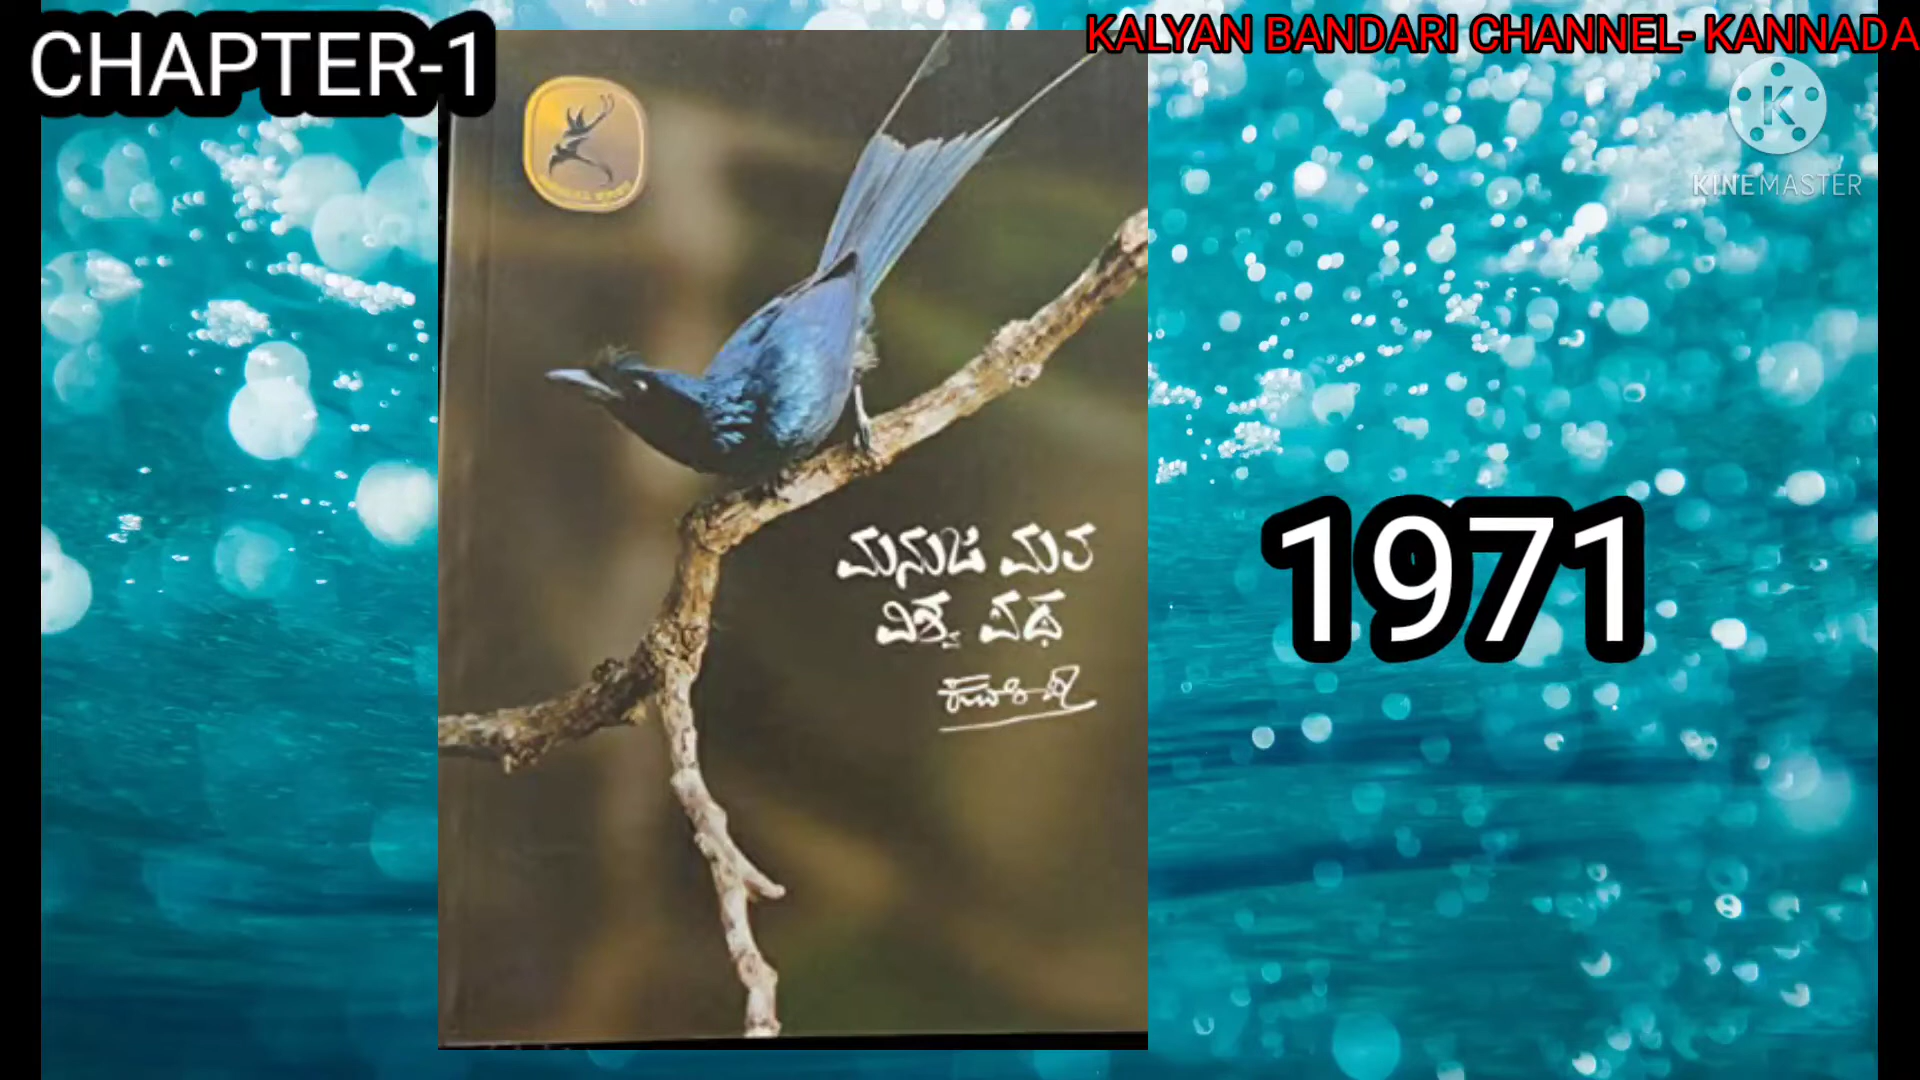 CHAPTER-1
KALYAN BANDARI CHANNEL- KANNADA
K
KINEMASTER
ಮನುಜ ಮತ
ವಿಶ್ವ ಪಥ
ಕುವೆಂಪು
1971